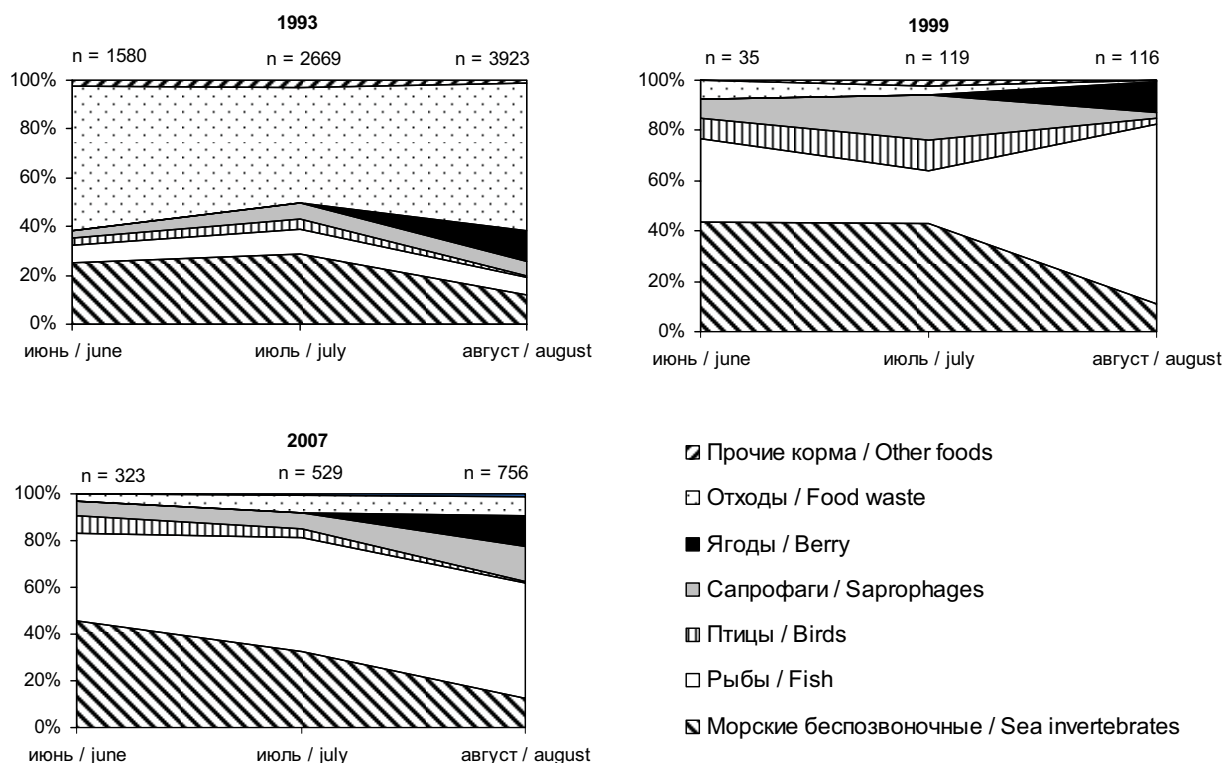 1993
n = 1580 n = 2669 n = 3923
100%
80%
60%
40%
20%
0%
июнь / june июль / july август / august
1999
n = 35 n = 119 n = 116
100%
80%
60%
40%
20%
0%
июнь / june июль / july август / august
2007
n = 323 n = 529 n = 756
100%
80%
60%
40%
20%
0%
июнь / june июль / july август / august
Прочие корма / Other foods
Отходы / Food waste
Ягоды / Berry
Сапрофаги / Saprophages
Птицы / Birds
Рыбы / Fish
Морские беспозвоночные / Sea invertebrates